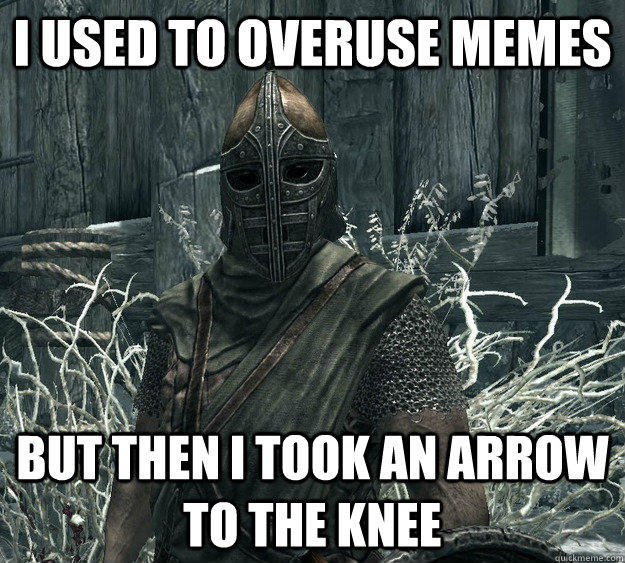 I USED TO OVERUSE MEMES
BUT THEN I TOOK AN ARROW
TO THE KNEE
quickmeme.com